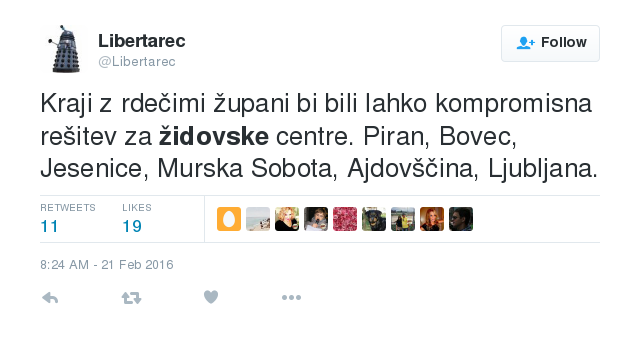 Libertarec
@Libertarec
Follow
Kraji z rdečimi župani bi bili lahko kompromisna
rešitev za židovske centre. Piran, Bovec,
Jesenice, Murska Sobota, Ajdovščina, Ljubljana.
RETWEETS LIKES
11 19
8:24 AM - 21 Feb 2016